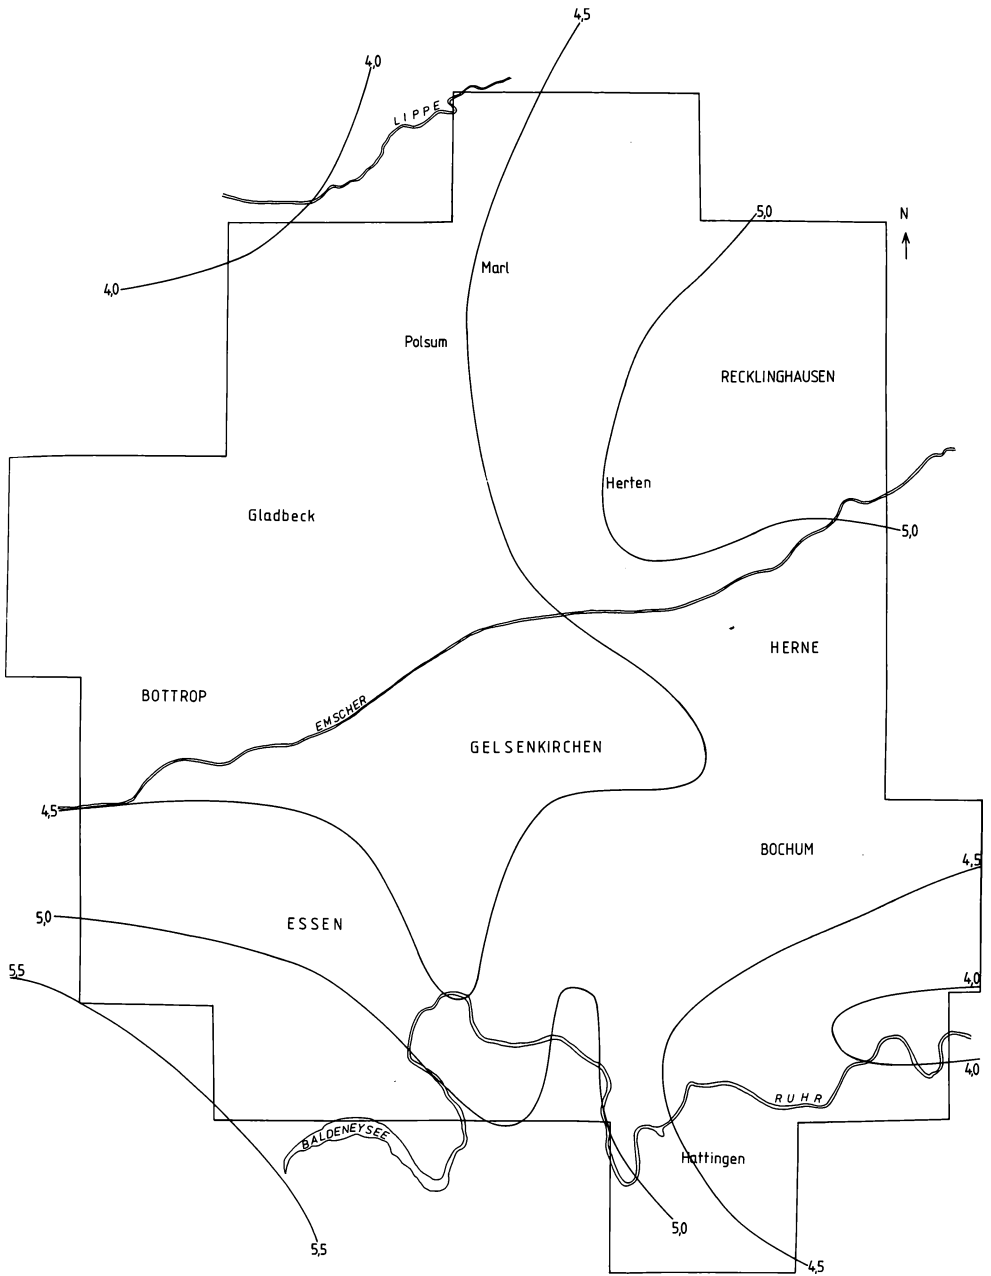 4,5
4,0
LIPPE
5,0
N
Marl
4,0
Polsum
RECKLINGHAUSEN
Herten
Gladbeck
5,0
HERNE
BOTTROP
EMSCHER
GELSENKIRCHEN
4,5
BOCHUM
4,5
5,0
ESSEN
5,5
4,0
4,0
RUHR
BALDENEYSEE
Hattingen
5,0
5,5
4,5